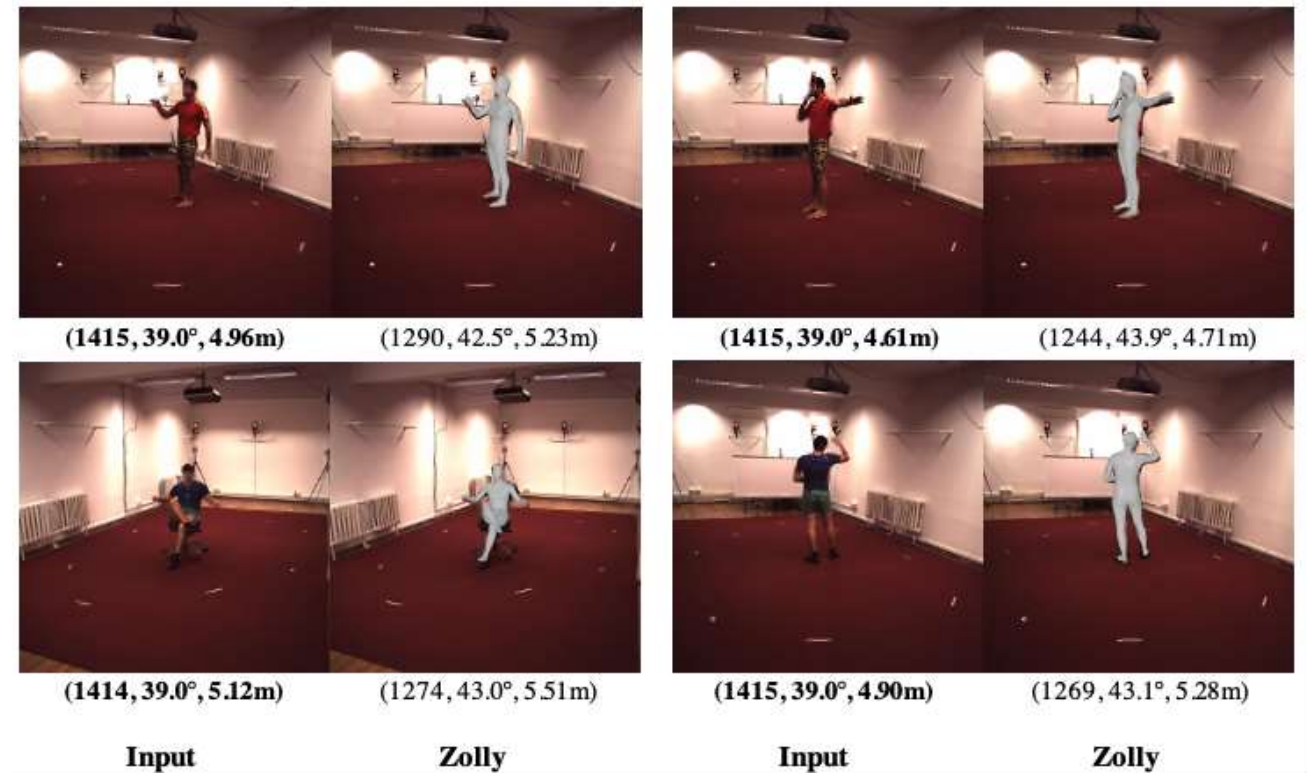 (1415, 39.0°, 4.96m) (1290, 42.5°, 5.23m) (1415, 39.0°, 4.61m) (1244, 43.9°, 4.71m)
(1414, 39.0°, 5.12m) (1274, 43.0°, 5.51m) (1415, 39.0°, 4.90m) (1269, 43.1°, 5.28m)
Input Zolly Input Zolly